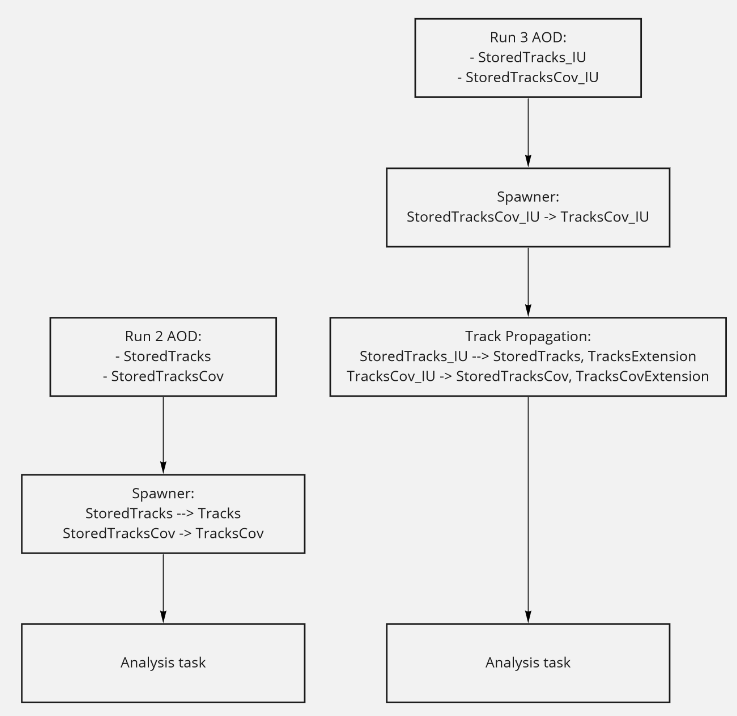 Run 3 AOD:
- StoredTracks_IU
- StoredTracksCov_IU
Spawner:
StoredTracksCov_IU -> TracksCov_IU
Run 2 AOD:
- StoredTracks
- StoredTracksCov
Track Propagation:
StoredTracks_IU --> StoredTracks, TracksExtension
TracksCov_IU -> StoredTracksCov, TracksCovExtension
Spawner:
StoredTracks --> Tracks
StoredTracksCov -> TracksCov
Analysis task
Analysis task